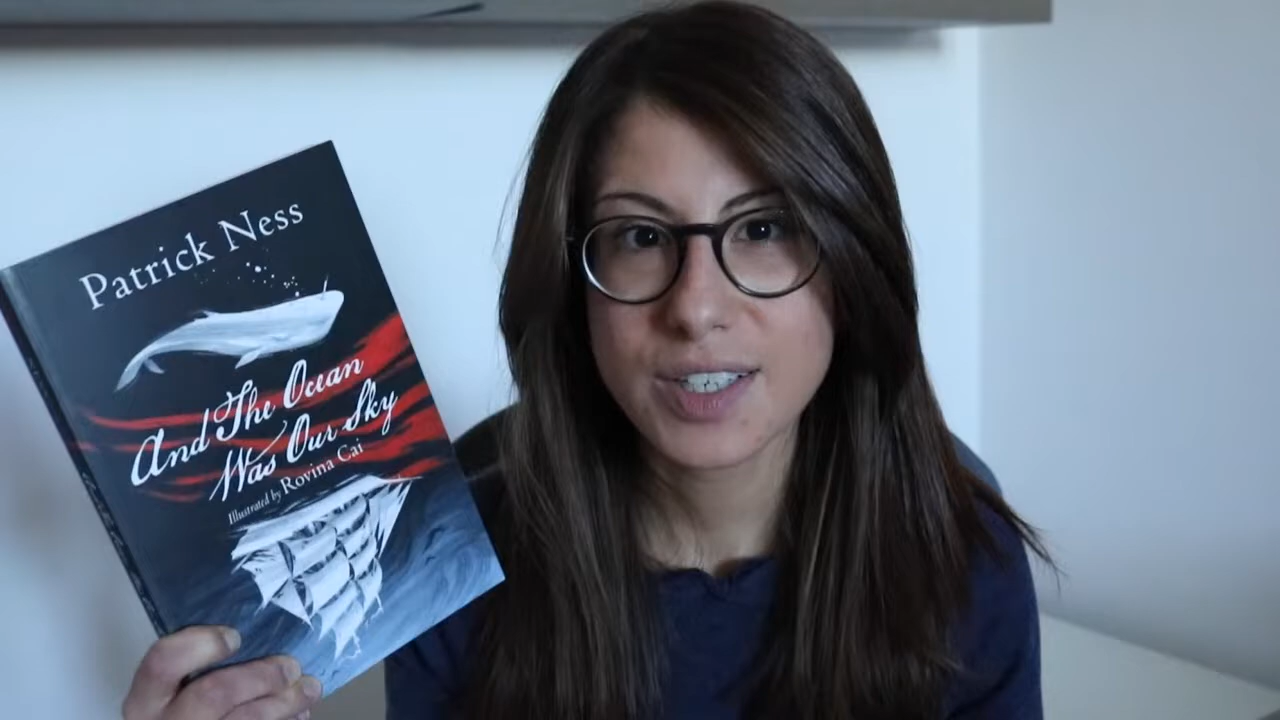 Patrick Ness
And The Ocean
Was Our Sky
Illustrated by Rovina Cai